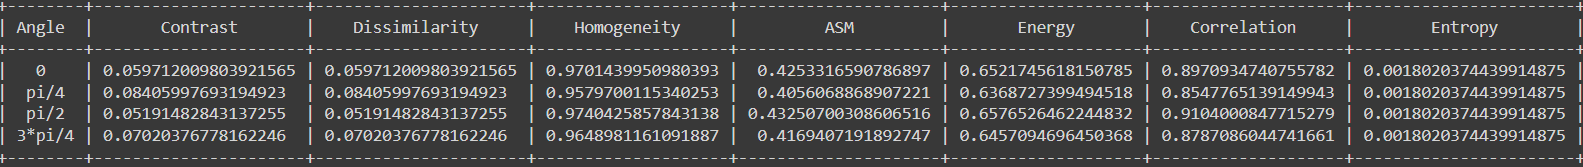 +--------+----------------------+----------------------+--------------------+---------------------+--------------------+--------------------+-----------------------+
| Angle | Contrast | Dissimilarity | Homogeneity | ASM | Energy | Correlation | Entropy |
+--------+----------------------+----------------------+--------------------+---------------------+--------------------+--------------------+-----------------------+
| 0 | 0.059712009803921565 | 0.059712009803921565 | 0.9701439950980393 | 0.4253316590786897 | 0.6521745618150785 | 0.8970934740755782 | 0.0018020374439914875 |
| pi/4 | 0.08405997693194923 | 0.08405997693194923 | 0.9579700115340253 | 0.4056068868907221 | 0.6368727399494518 | 0.8547765139149943 | 0.0018020374439914875 |
| pi/2 | 0.05191482843137255 | 0.05191482843137255 | 0.9740425857843138 | 0.43250700308606516 | 0.6576526462244832 | 0.9104000847715279 | 0.0018020374439914875 |
| 3*pi/4 | 0.07020376778162246 | 0.07020376778162246 | 0.9648981161091887 | 0.4169407191892747 | 0.6457094696450368 | 0.8787086044741661 | 0.0018020374439914875 |
+--------+----------------------+----------------------+--------------------+---------------------+--------------------+--------------------+-----------------------+